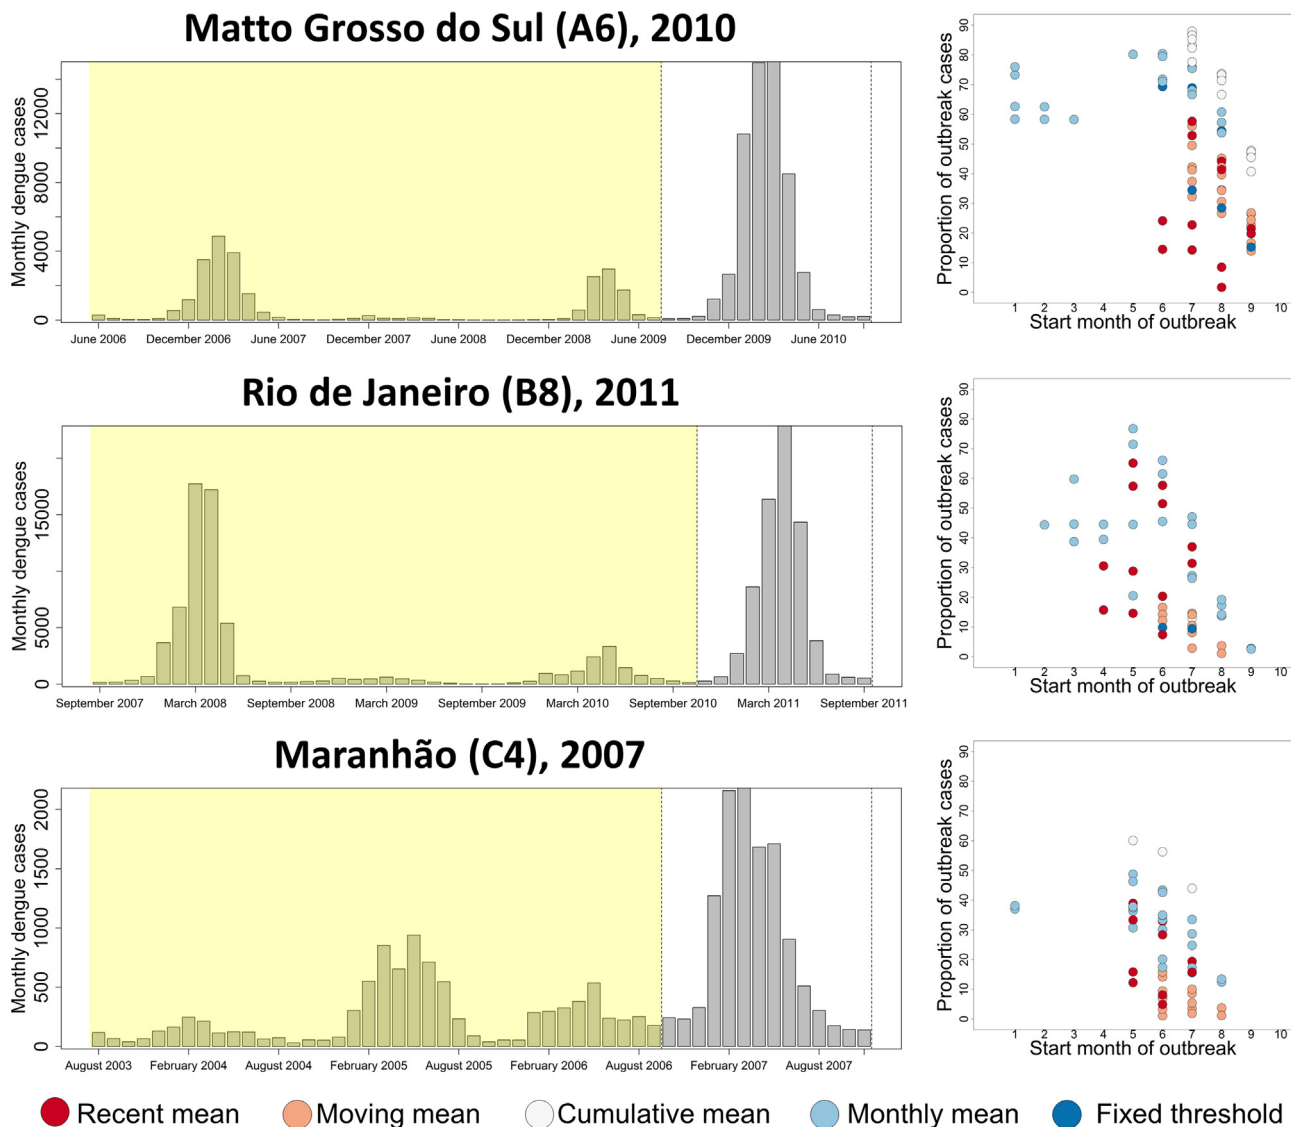 Matto Grosso do Sul (A6), 2010
Monthly dengue cases
0
4000
8000
12000
June 2006 December 2006 June 2007 December 2007 June 2008 December 2008 June 2009 December 2009 June 2010
Proportion of outbreak cases
0 10 20 30 40 50 60 70 80 90
1 2 3 4 5 6 7 8 9 10
Start month of outbreak
Rio de Janeiro (B8), 2011
Monthly dengue cases
0
5000
15000
September 2007 March 2008 September 2008 March 2009 September 2009 March 2010 September 2010 March 2011 September 2011
Proportion of outbreak cases
0 10 20 30 40 50 60 70 80 90
1 2 3 4 5 6 7 8 9 10
Start month of outbreak
Maranhão (C4), 2007
Monthly dengue cases
0
500
1000
1500
2000
August 2003 February 2004 August 2004 February 2005 August 2005 February 2006 August 2006 February 2007 August 2007
Proportion of outbreak cases
0 10 20 30 40 50 60 70 80 90
1 2 3 4 5 6 7 8 9 10
Start month of outbreak
Recent mean Moving mean Cumulative mean Monthly mean Fixed threshold